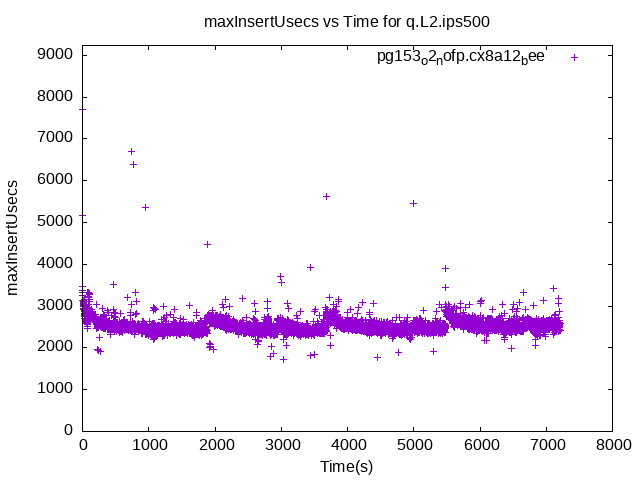 maxInsertUsecs vs Time for q.L2.ips500
pg153ₒ2ₙofp.cx8a12_bee
maxInsertUsecs
9000
8000
7000
6000
5000
4000
3000
2000
1000
0
0 1000 2000 3000 4000 5000 6000 7000 8000
Time(s)